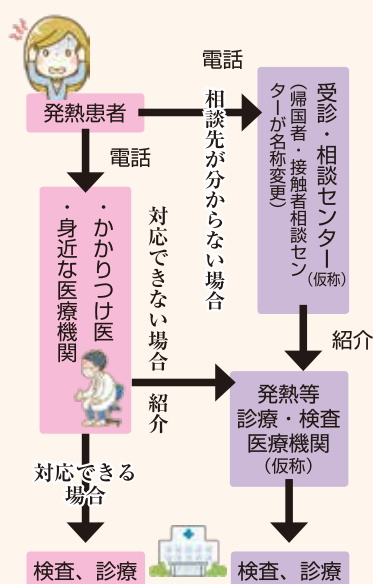 発熱患者
電話
電話
相談先が分からない場合
受診・相談センター
(仮称)
(帰国者・接触者相談セン
ターが名称変更)
・かかりつけ医
・身近な医療機関
対応できない場合 紹介
紹介
発熱等
診療・検査
医療機関
(仮称)
対応できる
場合
検査、診療
検査、診療